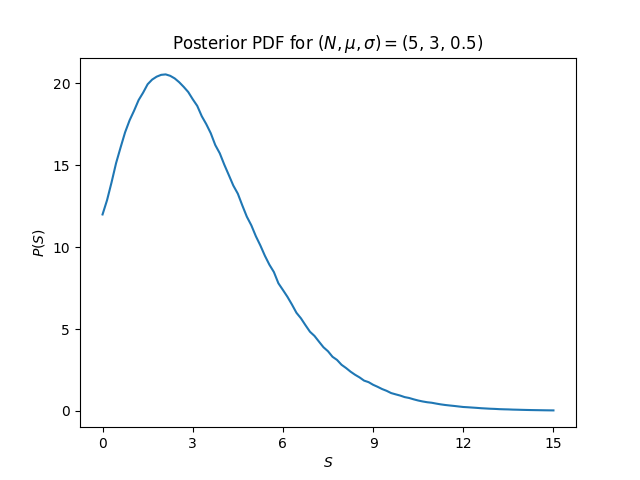 Posterior PDF for (N, μ, σ) = (5, 3, 0.5)
20
15
10
5
0
P(S)
0 3 6 9 12 15
S